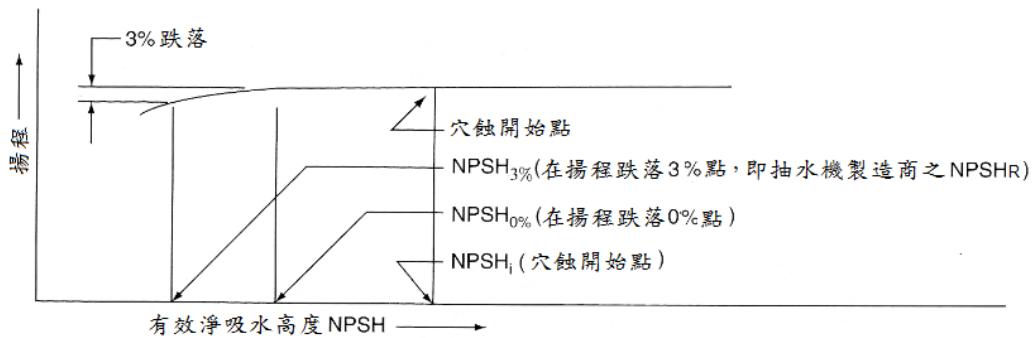 3%跌落
揚程
穴蝕開始點
NPSH3%(在揚程跌落3%點，即抽水機製造商之NPSHR)
NPSH0%(在揚程跌落0%點)
NPSHi(穴蝕開始點)
有效淨吸水高度NPSH